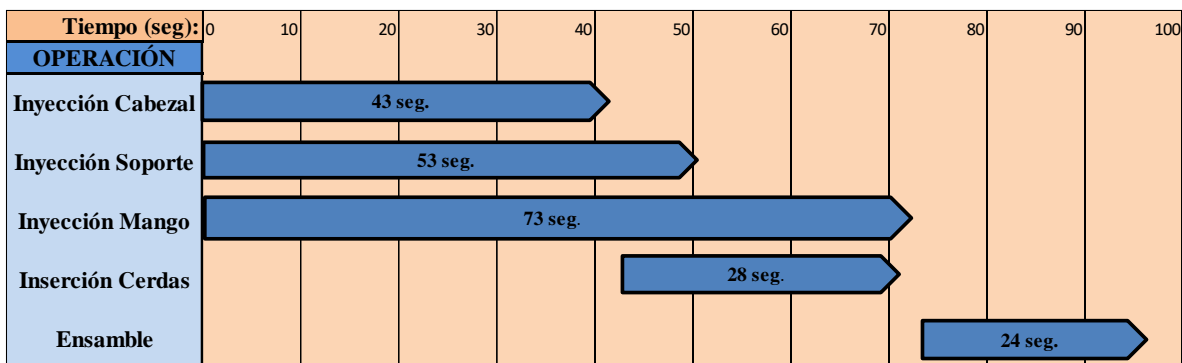 Tiempo (seg): 0 10 20 30 40 50 60 70 80 90 100
OPERACIÓN
Inyección Cabezal 43 seg.
Inyección Soporte 53 seg.
Inyección Mango 73 seg.
Inserción Cerdas 28 seg.
Ensamble 24 seg.